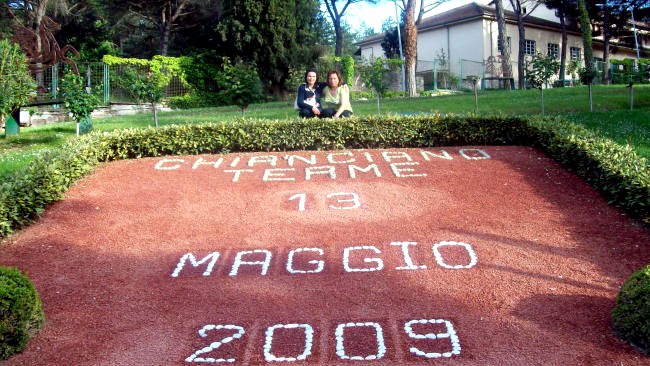 CHIANCIANO
TERME
13
MAGGIO
2009